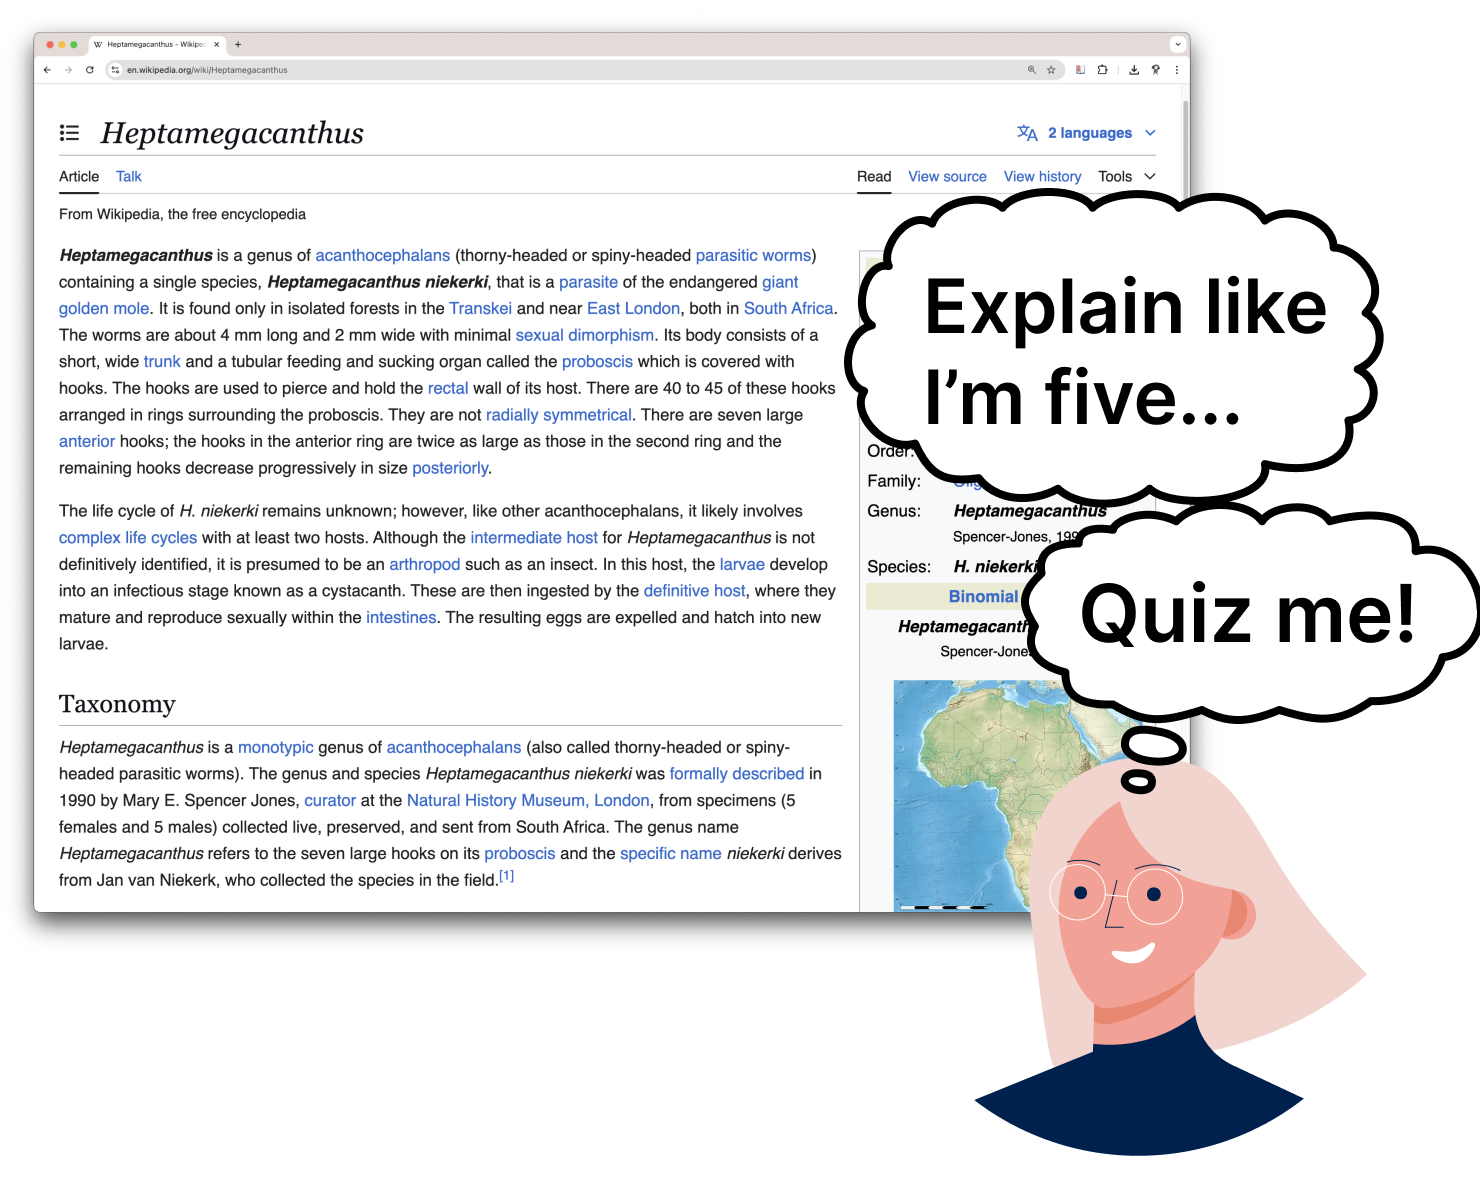 Heptamegacanthus - Wikipe
en.wikipedia.org/wiki/Heptamegacanthus
Heptamegacanthus
2 languages
Article Talk
Read View source View history Tools
From Wikipedia, the free encyclopedia
Heptamegacanthus is a genus of acanthocephalans (thorny-headed or spiny-headed parasitic worms)
containing a single species, Heptamegacanthus niekerki, that is a parasite of the endangered giant
golden mole. It is found only in isolated forests in the Transkei and near East London, both in South Africa.
The worms are about 4 mm long and 2 mm wide with minimal sexual dimorphism. Its body consists of a
short, wide trunk and a tubular feeding and sucking organ called the proboscis which is covered with
hooks. The hooks are used to pierce and hold the rectal wall of its host. There are 40 to 45 of these hooks
arranged in rings surrounding the proboscis. They are not radially symmetrical. There are seven large
anterior hooks; the hooks in the anterior ring are twice as large as those in the second ring and the
remaining hooks decrease progressively in size posteriorly.
The life cycle of H. niekerki remains unknown; however, like other acanthocephalans, it likely involves
complex life cycles with at least two hosts. Although the intermediate host for Heptamegacanthus is not
definitively identified, it is presumed to be an arthropod such as an insect. In this host, the larvae develop
into an infectious stage known as a cystacanth. These are then ingested by the definitive host, where they
mature and reproduce sexually within the intestines. The resulting eggs are expelled and hatch into new
larvae.
Taxonomy
Heptamegacanthus is a monotypic genus of acanthocephalans (also called thorny-headed or spiny-
headed parasitic worms). The genus and species Heptamegacanthus niekerki was formally described in
1990 by Mary E. Spencer Jones, curator at the Natural History Museum, London, from specimens (5
females and 5 males) collected live, preserved, and sent from South Africa. The genus name
Heptamegacanthus refers to the seven large hooks on its proboscis and the specific name niekerki derives
from Jan van Niekerk, who collected the species in the field.[1]
Order:
Family:
Genus: Heptamegacanthus
Spencer-Jones, 199
Species: H. niekerki
Binomial
Heptamegacanth
Spencer-Jone
Explain like
I'm five...
Quiz me!